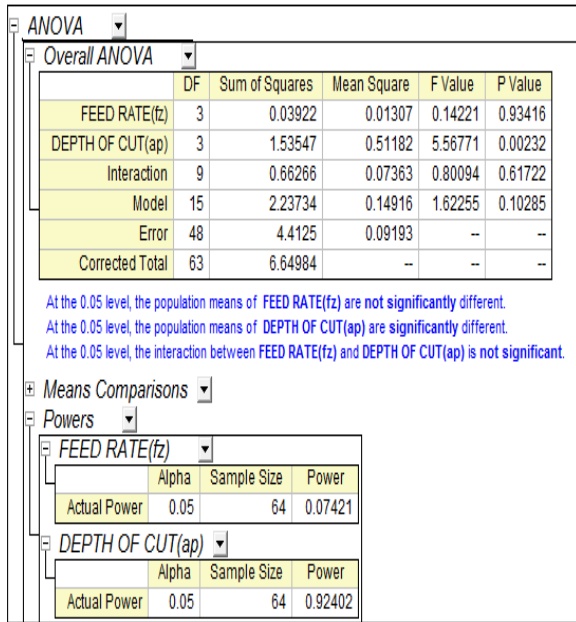 ANOVA
Overall ANOVA
DF Sum of Squares Mean Square F Value P Value
FEED RATE(fz) 3 0.03922 0.01307 0.14221 0.93416
DEPTH OF CUT(ap) 3 1.53547 0.51182 5.56771 0.00232
Interaction 9 0.66266 0.07363 0.80094 0.61722
Model 15 2.23734 0.14916 1.62255 0.10285
Error 48 4.4125 0.09193 -- --
Corrected Total 63 6.64984 -- -- --
At the 0.05 level, the population means of FEED RATE(fz) are not significantly different.
At the 0.05 level, the population means of DEPTH OF CUT(ap) are significantly different.
At the 0.05 level, the interaction between FEED RATE(fz) and DEPTH OF CUT(ap) is not significant.
Means Comparisons
Powers
FEED RATE(fz)
Alpha Sample Size Power
Actual Power 0.05 64 0.07421
DEPTH OF CUT(ap)
Alpha Sample Size Power
Actual Power 0.05 64 0.92402